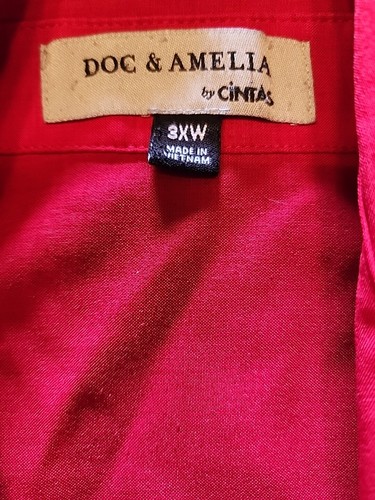 DOC & AMELIA
by CiNTAS
3XW
MADE IN
VIETNAM